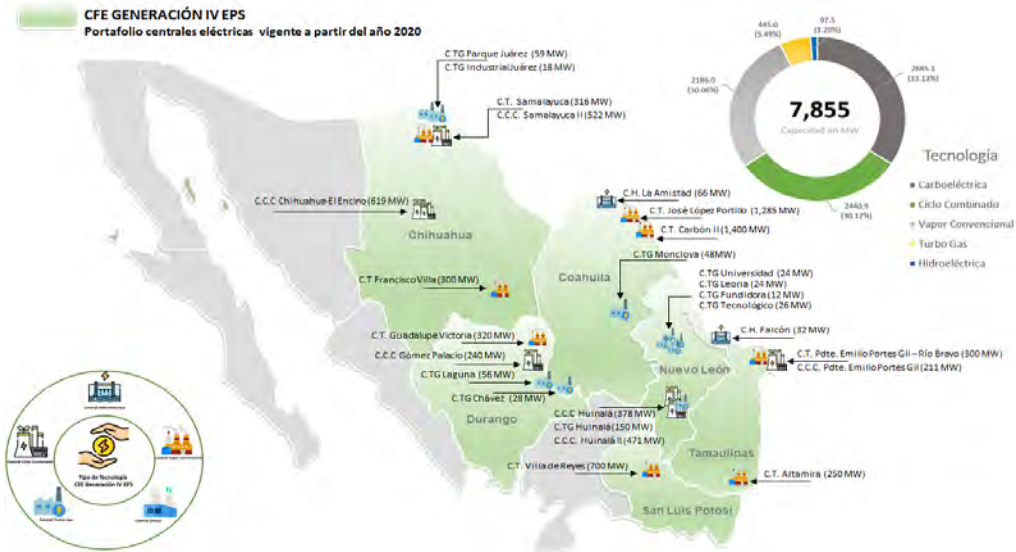 CFE GENERACIÓN IV EPS
Portafolio centrales eléctricas vigente a partir del año 2020
C.TG Parque Juárez (59 MW)
C.TG Industrial Juárez (18 MW)
C.T. Samalayuca (316 MW)
C.C.C. Samalayuca II (522 MW)
C.C.C Chihuahua-El Encino (619 MW)
Chihuahua
C.T Francisco Villa (300 MW)
C.H. La Amistad (66 MW)
C.T. José López Portillo (1,285 MW)
C.T. Carbón II (1,400 MW)
C.TG Monclova (48MW)
Coahuila
C.TG Universidad (24 MW)
C.TG Leona (24 MW)
C.TG Fundidora (12 MW)
C.TG Tecnológico (26 MW)
C.H. Falcón (32 MW)
C.T. Guadalupe Victoria (320 MW)
C.C.C Gómez Palacio (240 MW)
C.TG Laguna (56 MW)
C.TG Chávez (28 MW)
Durango
Nuevo León
C.T. Pdte. Emilio Portes Gil – Río Bravo (300 MW)
C.C.C. Pdte. Emilio Portes Gil (211 MW)
C.C.C Huinalá (378 MW)
C.TG Huinalá (150 MW)
C.C.C. Huinalá II (471 MW)
Tamaulipas
C.T. Villa de Reyes (700 MW)
C.T. Altamira (250 MW)
San Luis Potosí
445.0
(5.49%)
97.5
2186.0
2440.9
7,855
Capacidad en MW
Tecnología
Carboeléctrica
Ciclo Combinado
Vapor Convencional
Turbo Gas
Hidroeléctrica
Tipo de Tecnología
CFE Generación IV EPS